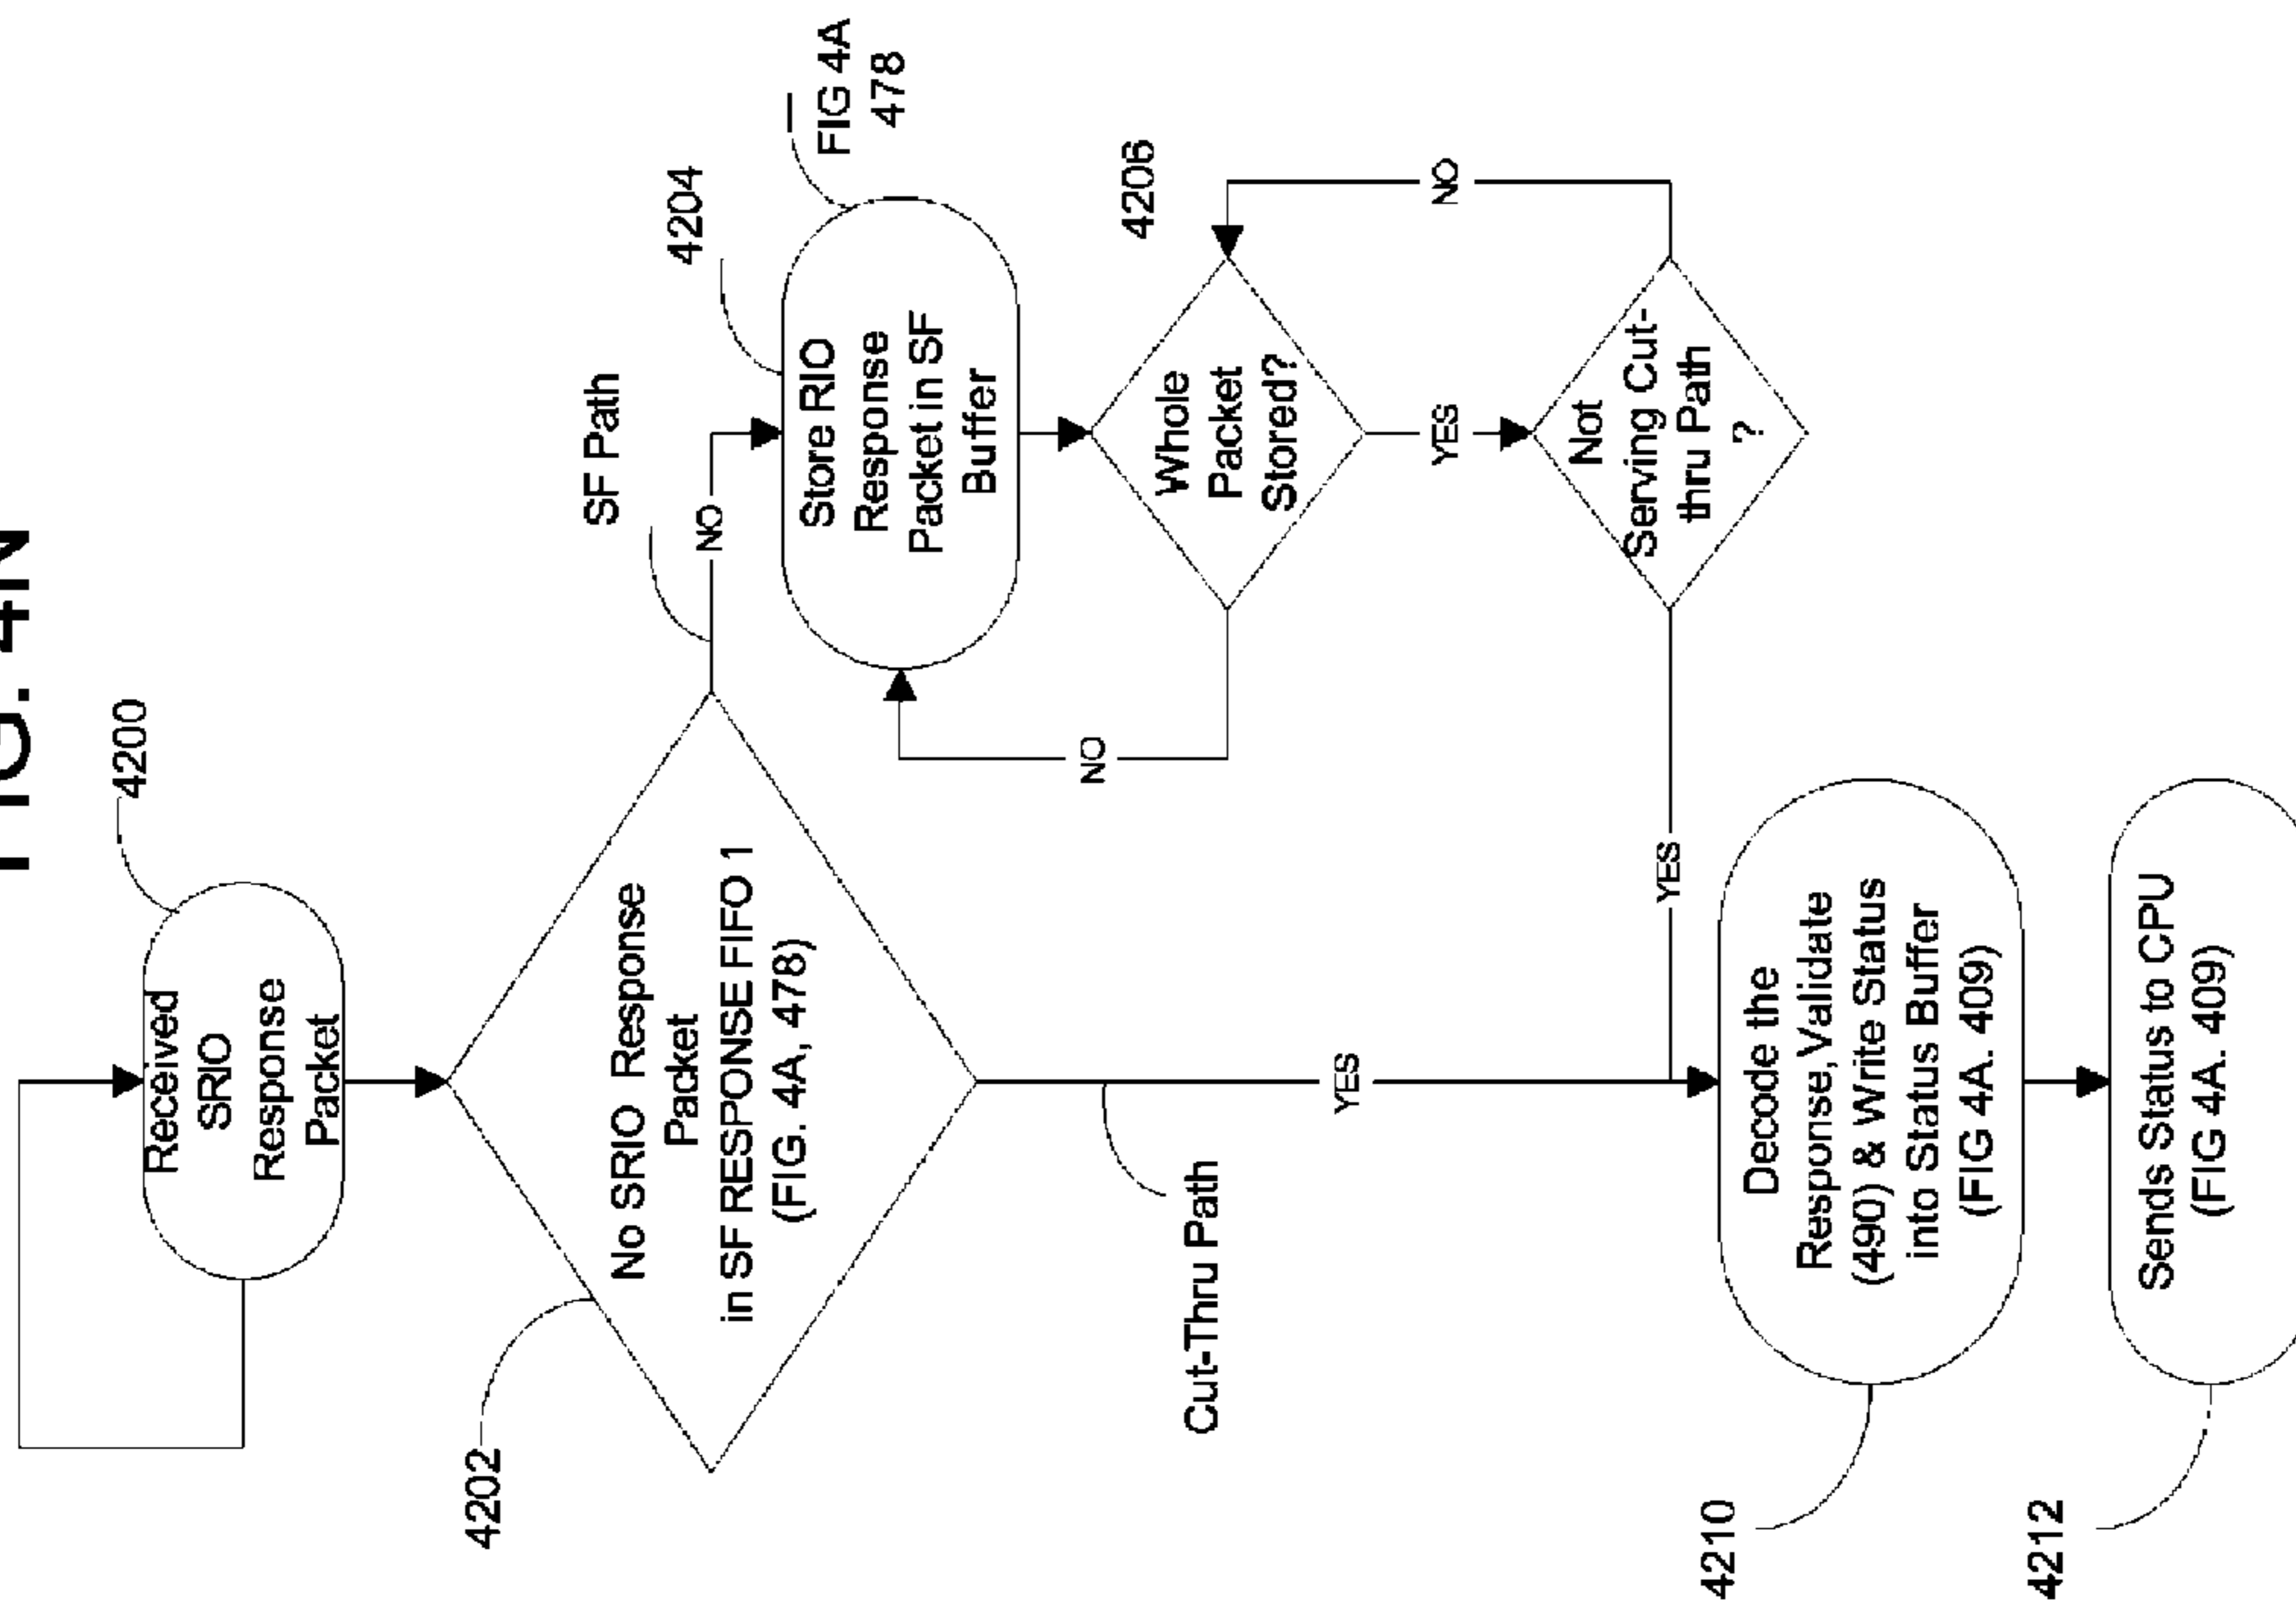 FIG. 4N
4200
Received
SRIO
Response
Packet
4202
No SRIO Response
Packet
in SF RESPONSE FIFO 1
(FIG. 4A, 478)
NO
SF Path
4204
FIG 4A
478
Store RIO
Response
Packet in SF
Buffer
4206
Whole
Packet
Stored?
NO
YES
Not
Serving Cut-
thru Path
?
NO
YES
Cut-Thru Path
YES
4210
Decode the
Response,Validate
(490) & Write Status
into Status Buffer
(FIG 4A. 409)
4212
Sends Status to CPU
(FIG 4A. 409)